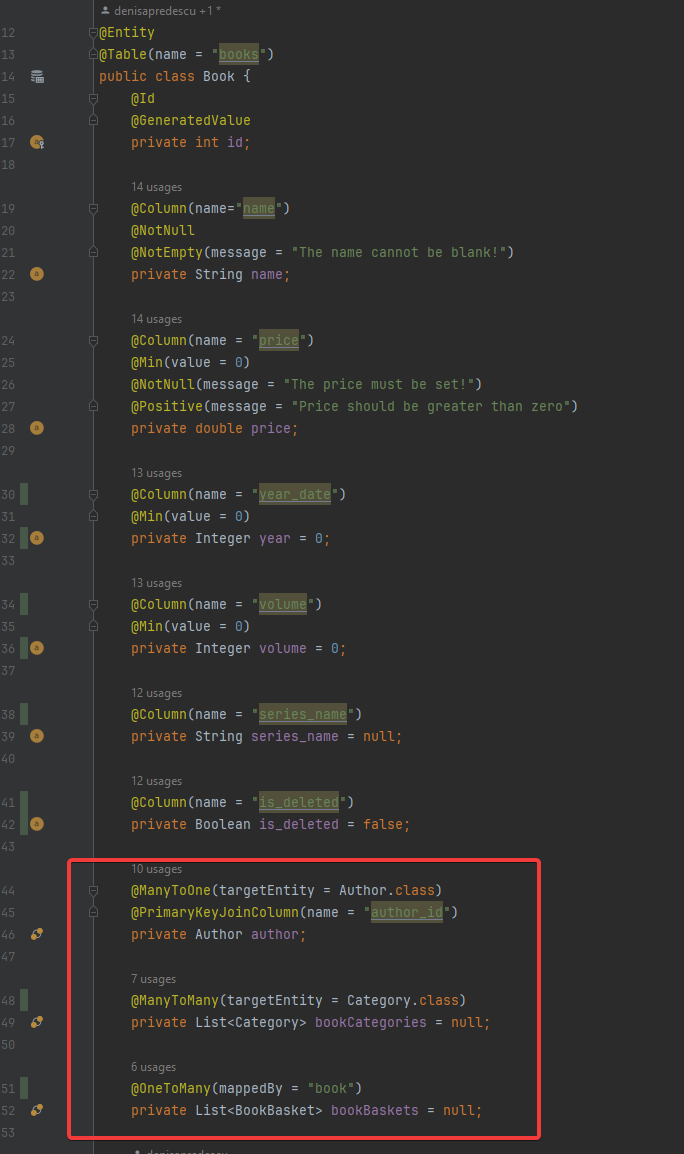 denisapredescu +1 *
12 @Entity
13 @Table(name = "books")
14 public class Book {
15 @Id
16 @GeneratedValue
17 private int id;
18
14 usages
19 @Column(name="name")
20 @NotNull
21 @NotEmpty(message = "The name cannot be blank!")
22 private String name;
23
14 usages
24 @Column(name = "price")
25 @Min(value = 0)
26 @NotNull(message = "The price must be set!")
27 @Positive(message = "Price should be greater than zero")
28 private double price;
29
13 usages
30 @Column(name = "year_date")
31 @Min(value = 0)
32 private Integer year = 0;
33
13 usages
34 @Column(name = "volume")
35 @Min(value = 0)
36 private Integer volume = 0;
37
12 usages
38 @Column(name = "series_name")
39 private String series_name = null;
40
12 usages
41 @Column(name = "is_deleted")
42 private Boolean is_deleted = false;
43
10 usages
44 @ManyToOne(targetEntity = Author.class)
45 @PrimaryKeyJoinColumn(name = "author_id")
46 private Author author;
47
7 usages
48 @ManyToMany(targetEntity = Category.class)
49 private List<Category> bookCategories = null;
50
6 usages
51 @OneToMany(mappedBy = "book")
52 private List<BookBasket> bookBaskets = null;
53
denisapredescu